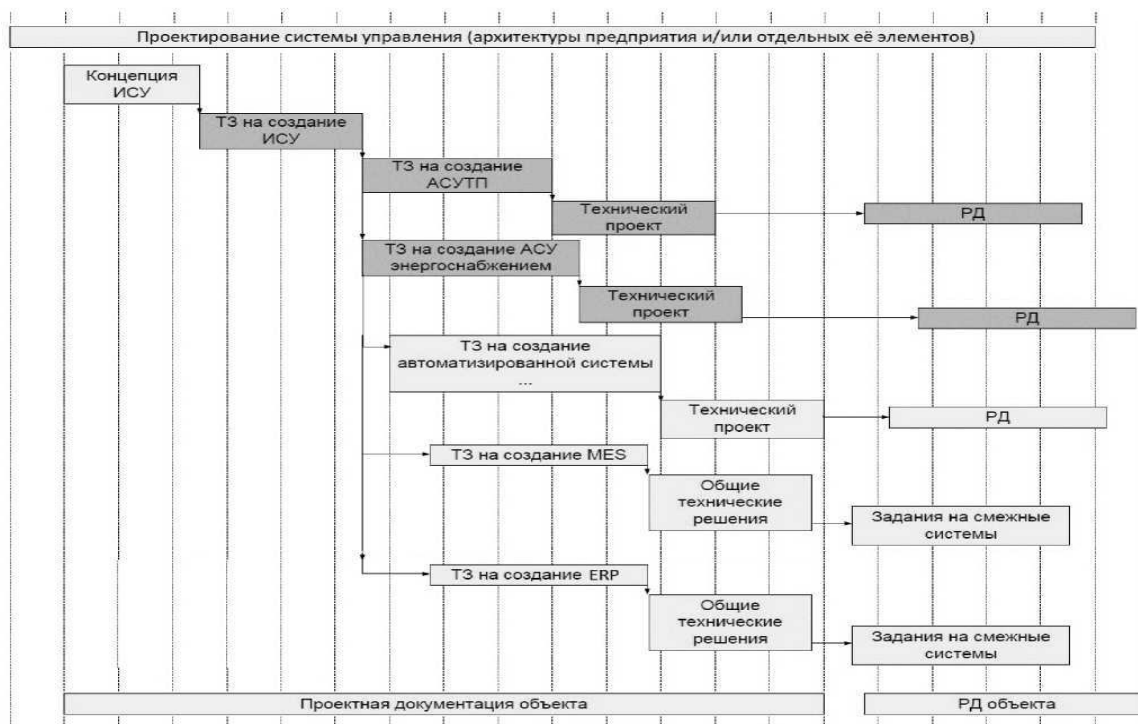 Проектирование системы управления (архитектуры предприятия и/или отдельных её элементов)
Концепция
ИСУ
ТЗ на создание
ИСУ
ТЗ на создание
АСУТП
Технический
проект
РД
ТЗ на создание АСУ
энергоснабжением
Технический
проект
РД
ТЗ на создание
автоматизированной системы
...
Технический
проект
РД
ТЗ на создание MES
Общие
технические
решения
Задания на смежные
системы
ТЗ на создание ERP
Общие
технические
решения
Задания на смежные
системы
Проектная документация объекта
РД объекта